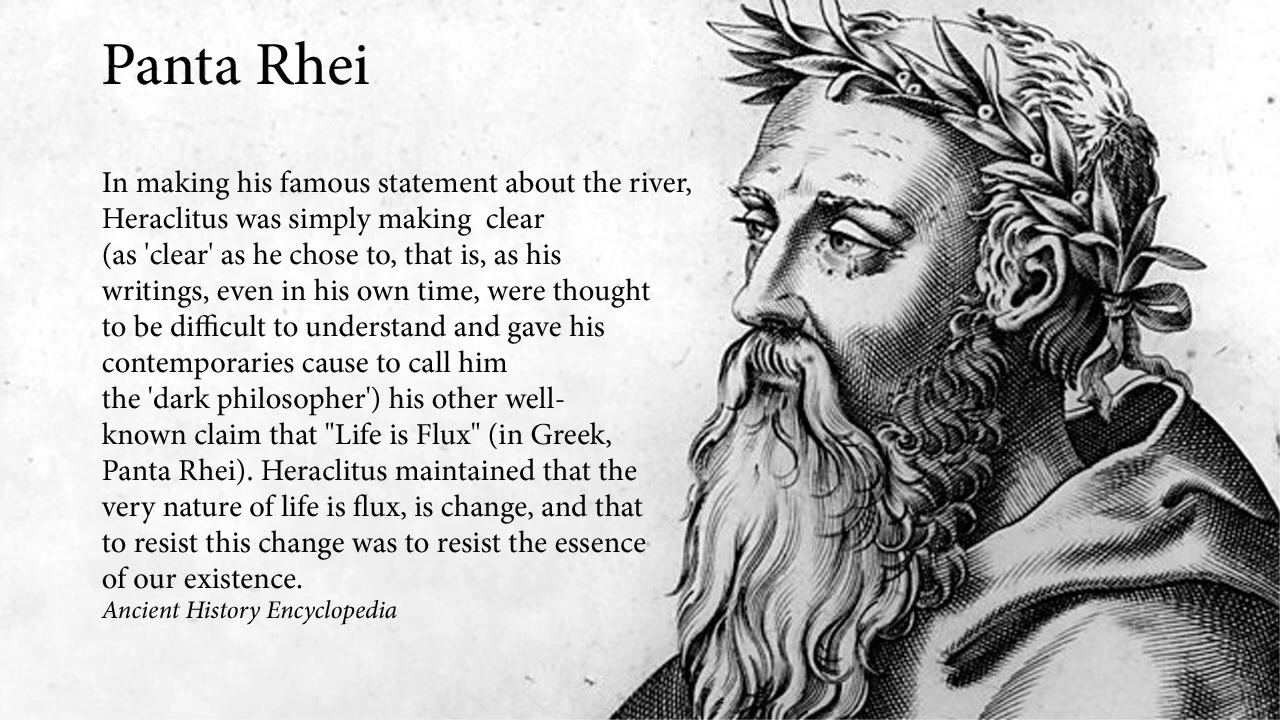 Panta Rhei
In making his famous statement about the river,
Heraclitus was simply making  clear
(as 'clear' as he chose to, that is, as his
writings, even in his own time, were thought
to be difficult to understand and gave his
contemporaries cause to call him
the 'dark philosopher') his other well-
known claim that "Life is Flux" (in Greek,
Panta Rhei). Heraclitus maintained that the
very nature of life is flux, is change, and that
to resist this change was to resist the essence
of our existence.
Ancient History Encyclopedia